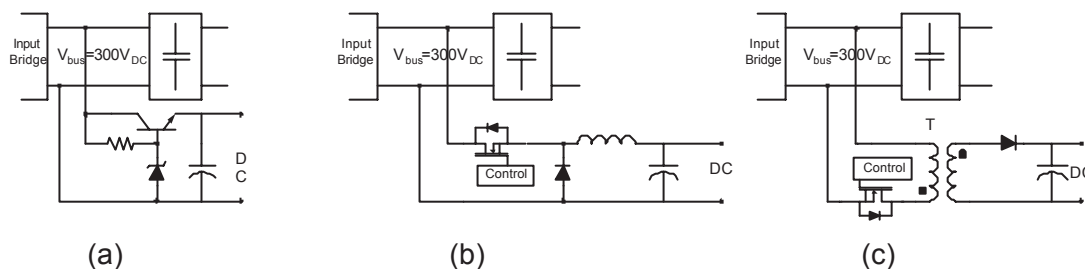 Input
Bridge
V_bus=300V_DC
D
C
(a)
Input
Bridge
V_bus=300V_DC
Control
DC
(b)
Input
Bridge
V_bus=300V_DC
T
Control
DC
(c)